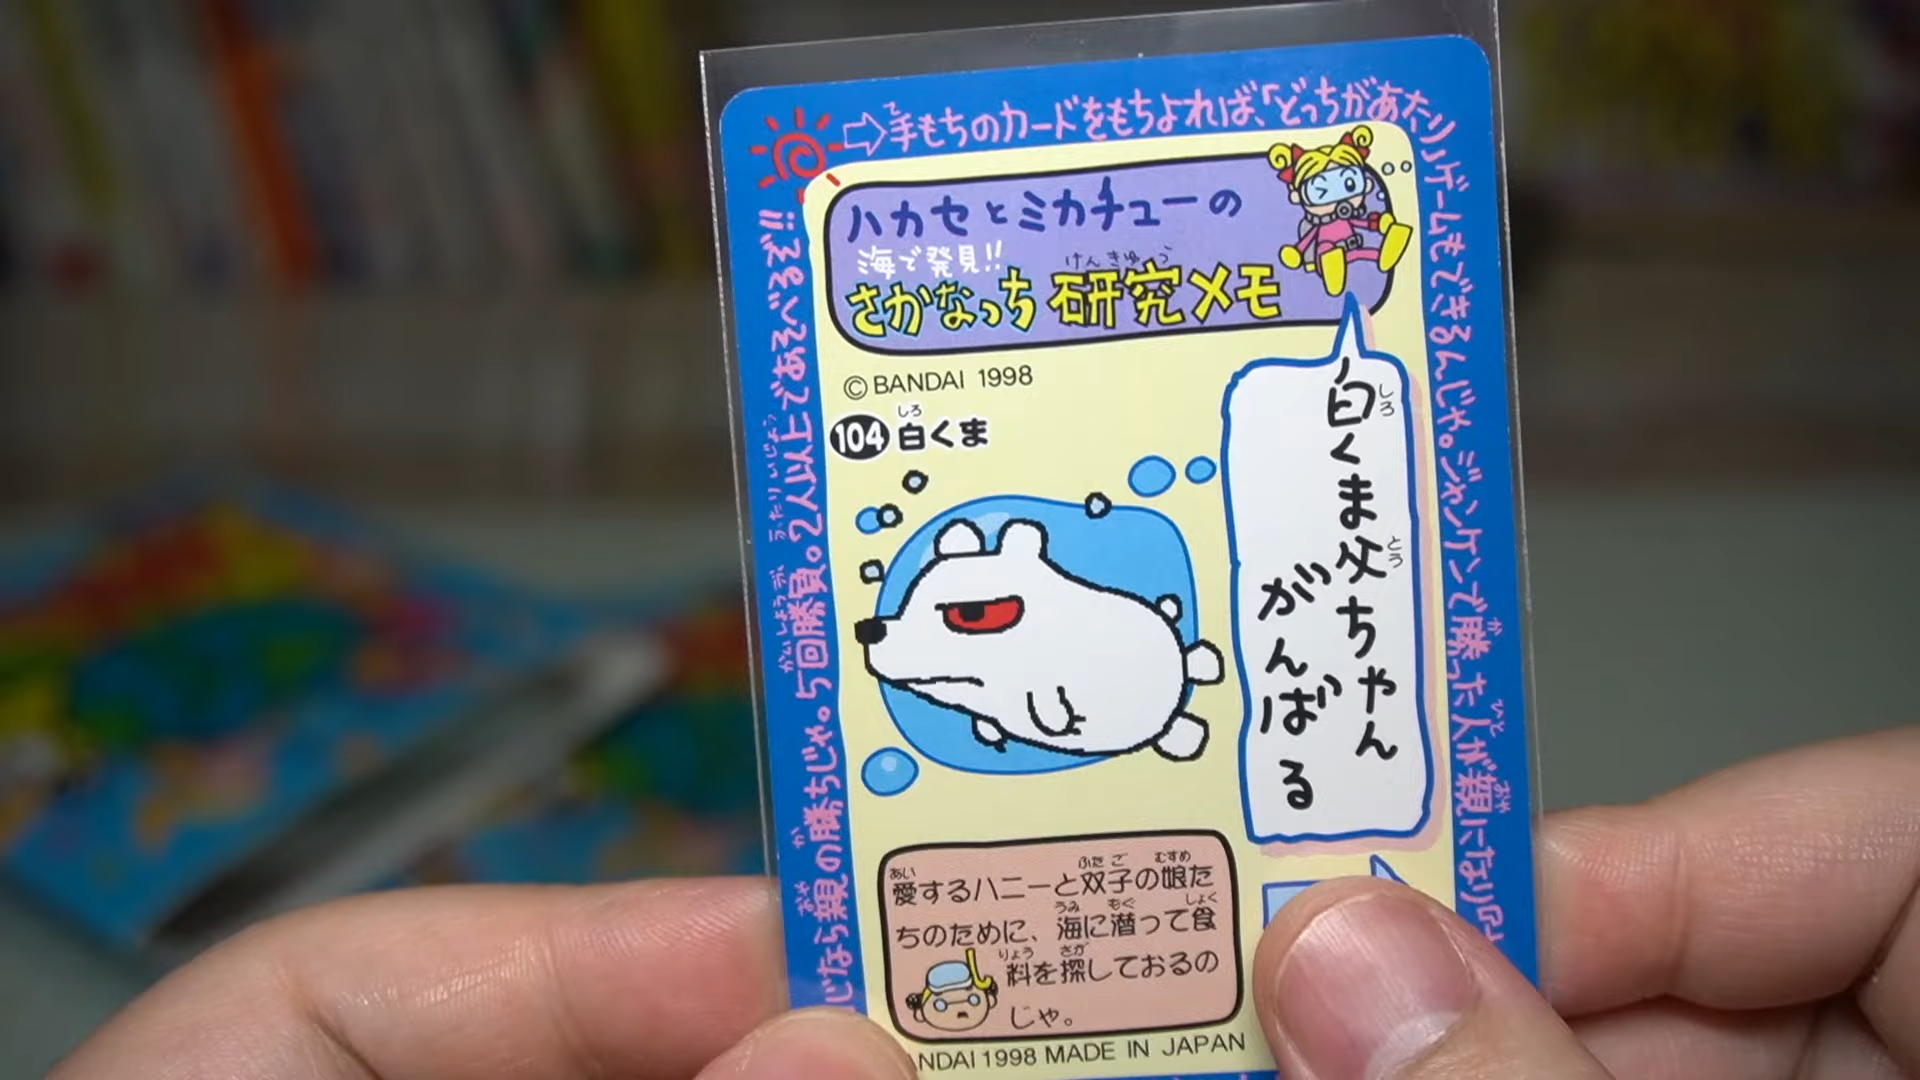 ⇨手もちのカードをもちよれば、「どっちがあたり」ゲームもできるんじゃ。ジャンケンで勝った人が親になり『
じなら親の勝ちじゃ。5回勝負。2人以上であそべるぞ!!
ハカセとミカチューの
海で発見!!
さかなっち研究メモ
©BANDAI 1998
104 白くま
白くま父ちゃん
がんばる
愛するハニーと双子の娘た
ちのために、海に潜って食
料を探しておるの
じゃ。
ANDAI 1998 MADE IN JAPAN